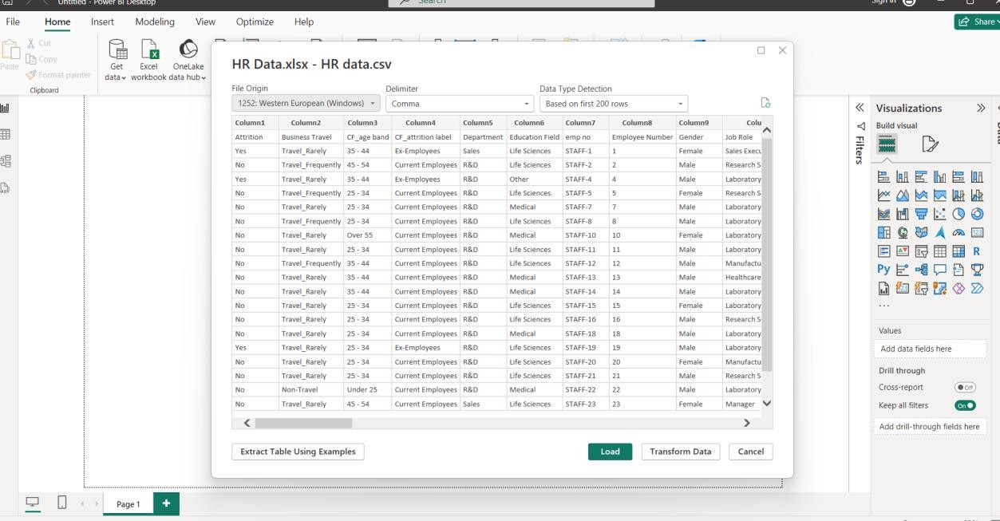 Untitled - Power BI Desktop
Search
Sign in
File Home Insert Modeling View Optimize Help
Share
Paste
Cut
Copy
Format painter
Clipboard
Get data
Excel workbook
OneLake data hub
HR Data.xlsx - HR data.csv
File Origin Delimiter Data Type Detection
1252: Western European (Windows) Comma Based on first 200 rows
Column1 Column2 Column3 Column4 Column5 Column6 Column7 Column8 Column9 Colu
Attrition Business Travel CF_age band CF_attrition label Department Education Field emp no Employee Number Gender Job Role
Yes Travel_Rarely 35 - 44 Ex-Employees Sales Life Sciences STAFF-1 1 Female Sales Execu
No Travel_Frequently 45 - 54 Current Employees R&D Life Sciences STAFF-2 2 Male Research S
Yes Travel_Rarely 35 - 44 Ex-Employees R&D Other STAFF-4 4 Male Laboratory
No Travel_Frequently 25 - 34 Current Employees R&D Life Sciences STAFF-5 5 Female Research S
No Travel_Rarely 25 - 34 Current Employees R&D Medical STAFF-7 7 Male Laboratory
No Travel_Frequently 25 - 34 Current Employees R&D Life Sciences STAFF-8 8 Male Laboratory
No Travel_Rarely Over 55 Current Employees R&D Medical STAFF-10 10 Female Laboratory
No Travel_Rarely 25 - 34 Current Employees R&D Life Sciences STAFF-11 11 Male Laboratory
No Travel_Frequently 35 - 44 Current Employees R&D Life Sciences STAFF-12 12 Male Manufactu
No Travel_Rarely 35 - 44 Current Employees R&D Medical STAFF-13 13 Male Healthcare
No Travel_Rarely 35 - 44 Current Employees R&D Medical STAFF-14 14 Male Laboratory
No Travel_Rarely 25 - 34 Current Employees R&D Life Sciences STAFF-15 15 Female Laboratory
No Travel_Rarely 25 - 34 Current Employees R&D Life Sciences STAFF-16 16 Male Research S
No Travel_Rarely 25 - 34 Current Employees R&D Medical STAFF-18 18 Male Laboratory
Yes Travel_Rarely 25 - 34 Ex-Employees R&D Life Sciences STAFF-19 19 Male Laboratory
No Travel_Rarely 25 - 34 Current Employees R&D Life Sciences STAFF-20 20 Female Manufactu
No Travel_Rarely 25 - 34 Current Employees R&D Life Sciences STAFF-21 21 Male Research S
No Non-Travel Under 25 Current Employees R&D Medical STAFF-22 22 Male Laboratory
No Travel_Rarely 45 - 54 Current Employees Sales Life Sciences STAFF-23 23 Female Manager
Extract Table Using Examples Load Transform Data Cancel
Filters
Visualizations
Build visual
123
R
Py
123
...
Values
Add data fields here
Drill through
Cross-report Off
Keep all filters On
Add drill-through fields here
Data
Page 1